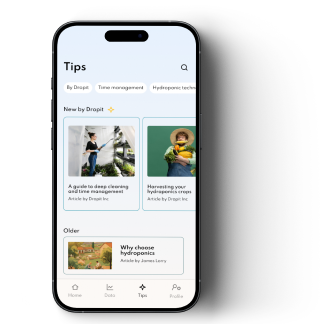 Tips
By Dropit
Time management
Hydroponic techn
New by Dropit
A guide to deep cleaning
and time management
Article by Dropit Inc
Harvesting your
hydroponics crops
Article by Dropit Inc
Older
Why choose
hydroponics
Article by James Lerry
Home
Data
Tips
Profile